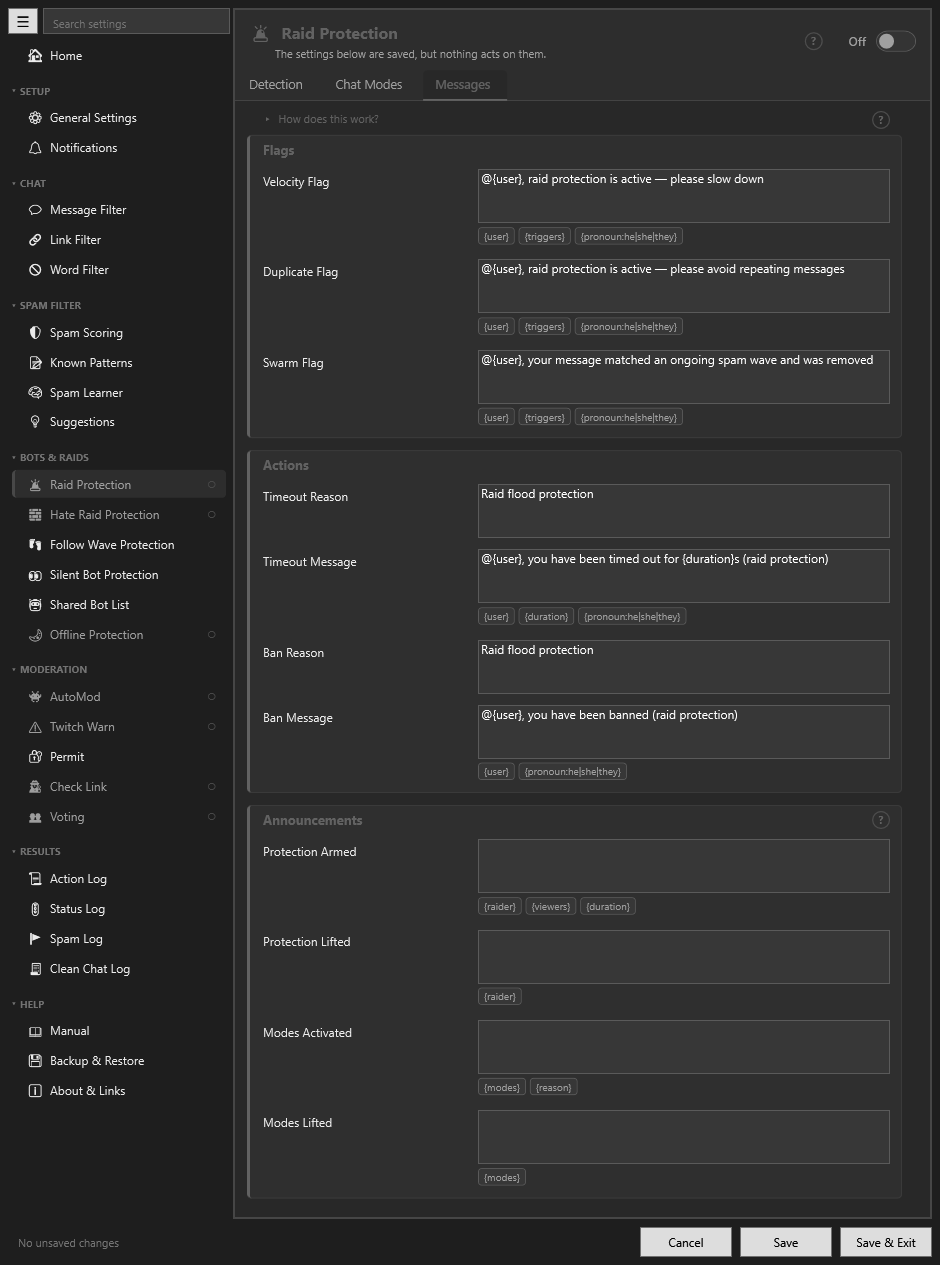 Search settings
Home
SETUP
General Settings
Notifications
CHAT
Message Filter
Link Filter
Word Filter
SPAM FILTER
Spam Scoring
Known Patterns
Spam Learner
Suggestions
BOTS & RAIDS
Raid Protection
Hate Raid Protection
Follow Wave Protection
Silent Bot Protection
Shared Bot List
Offline Protection
MODERATION
AutoMod
Twitch Warn
Permit
Check Link
Voting
RESULTS
Action Log
Status Log
Spam Log
Clean Chat Log
HELP
Manual
Backup & Restore
About & Links
Raid Protection
The settings below are saved, but nothing acts on them.
? Off
Detection Chat Modes Messages
How does this work? ?
Flags
Velocity Flag
@{user}, raid protection is active — please slow down
{user} {triggers} {pronoun:he|she|they}
Duplicate Flag
@{user}, raid protection is active — please avoid repeating messages
{user} {triggers} {pronoun:he|she|they}
Swarm Flag
@{user}, your message matched an ongoing spam wave and was removed
{user} {triggers} {pronoun:he|she|they}
Actions
Timeout Reason
Raid flood protection
Timeout Message
@{user}, you have been timed out for {duration}s (raid protection)
{user} {duration} {pronoun:he|she|they}
Ban Reason
Raid flood protection
Ban Message
@{user}, you have been banned (raid protection)
{user} {pronoun:he|she|they}
Announcements ?
Protection Armed
{raider} {viewers} {duration}
Protection Lifted
{raider}
Modes Activated
{modes} {reason}
Modes Lifted
{modes}
No unsaved changes
Cancel Save Save & Exit